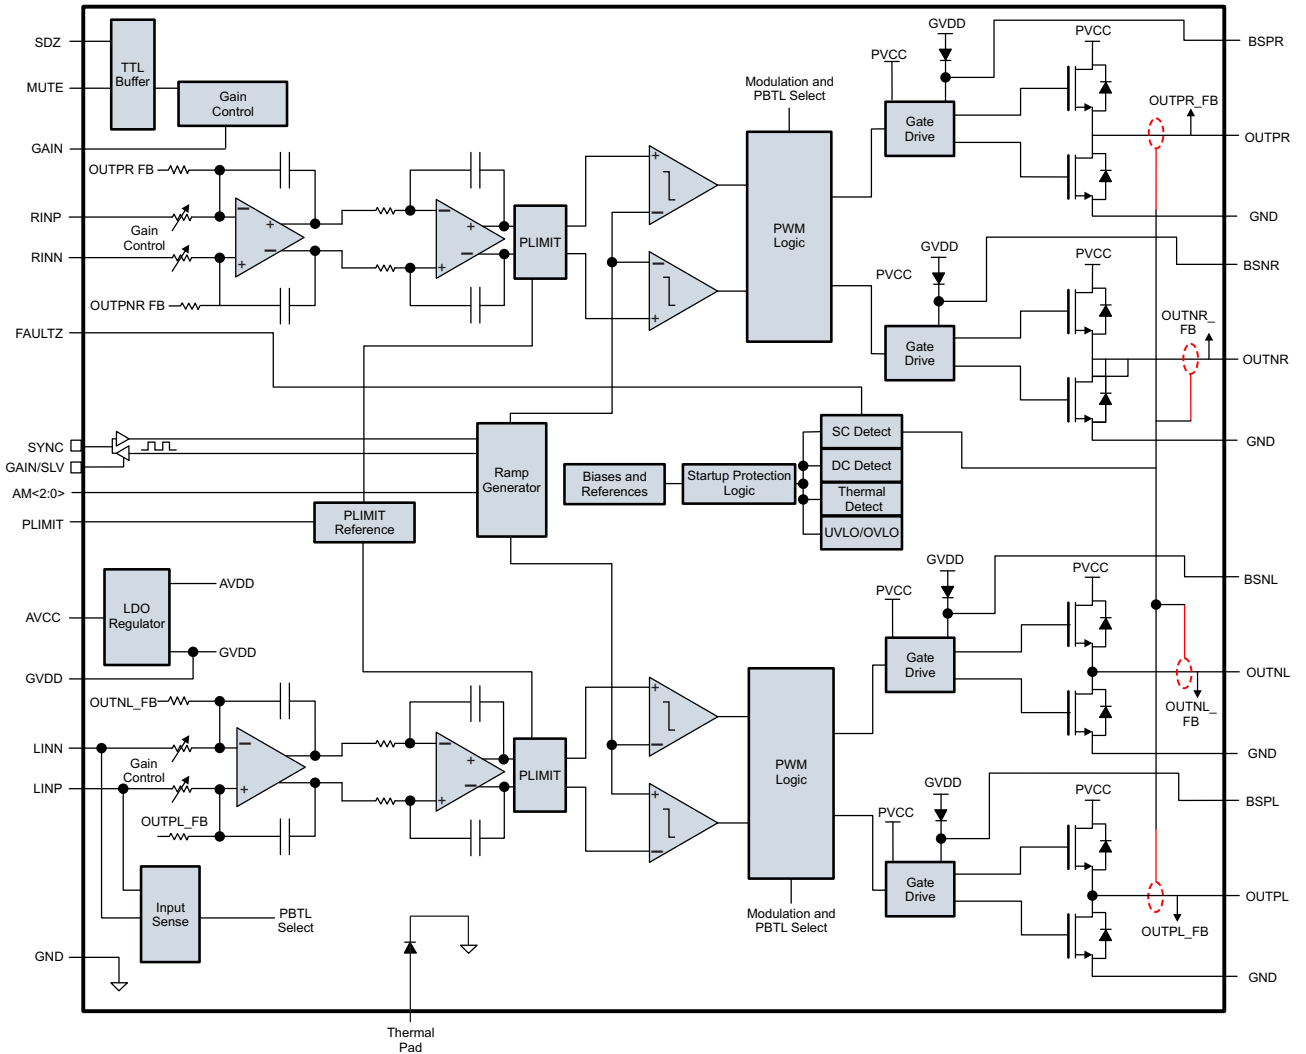 SDZ
MUTE
GAIN
TTL
Buffer
Gain
Control
OUTPR FB
RINP
Gain
Control
RINN
OUTPNR FB
FAULTZ
PLIMIT
Modulation and
PBTL Select
PWM
Logic
GVDD
PVCC
Gate
Drive
PVCC
BSPR
OUTPR_FB
OUTPR
GND
GVDD
PVCC
Gate
Drive
PVCC
BSNR
OUTNR_
FB
OUTNR
GND
SYNC
GAIN/SLV
AM<2:0>
PLIMIT
PLIMIT
Reference
Ramp
Generator
Biases and
References
Startup Protection
Logic
SC Detect
DC Detect
Thermal
Detect
UVLO/OVLO
AVCC
LDO
Regulator
AVDD
GVDD
GVDD
OUTNL_FB
LINN
Gain
Control
LINP
OUTPL_FB
Input
Sense
PBTL
Select
GND
PLIMIT
PWM
Logic
Modulation and
PBTL Select
GVDD
PVCC
Gate
Drive
PVCC
BSNL
OUTNL
OUTNL_
FB
GND
GVDD
PVCC
Gate
Drive
PVCC
BSPL
OUTPL
OUTPL_FB
GND
Thermal
Pad